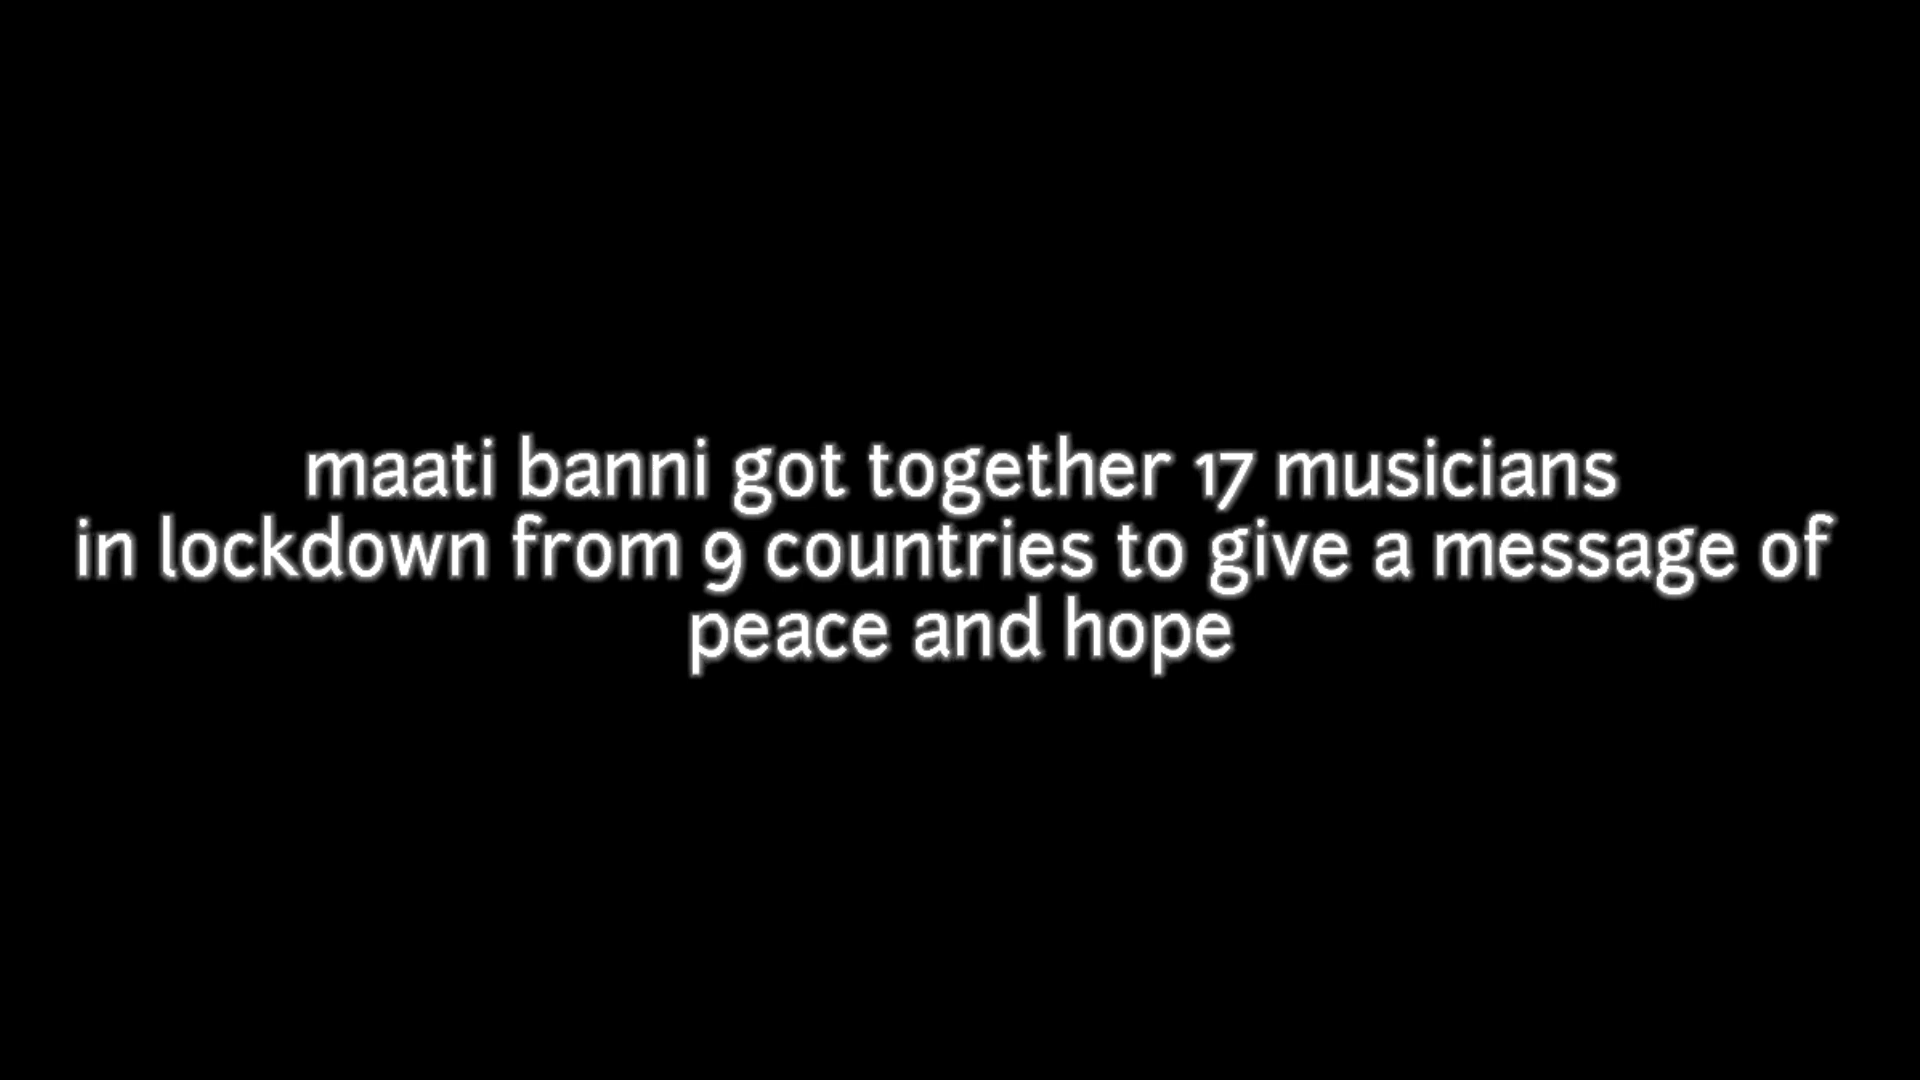 maati banni got together 17 musicians
in lockdown from 9 countries to give a message of
peace and hope